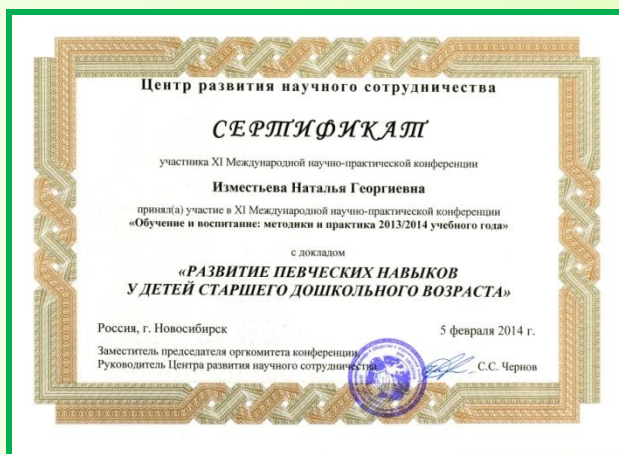 Центр развития научного сотрудничества
СЕРТИФИКАТ
участника XI Международной научно-практической конференции
Изместьева Наталья Георгиевна
принял(а) участие в XI Международной научно-практической конференции
«Обучение и воспитание: методики и практика 2013/2014 учебного года»
с докладом
«РАЗВИТИЕ ПЕВЧЕСКИХ НАВЫКОВ
У ДЕТЕЙ СТАРШЕГО ДОШКОЛЬНОГО ВОЗРАСТА»
Россия, г. Новосибирск
5 февраля 2014 г.
Заместитель председателя оргкомитета конференции,
Руководитель Центра развития научного сотрудничества
С.С. Чернов